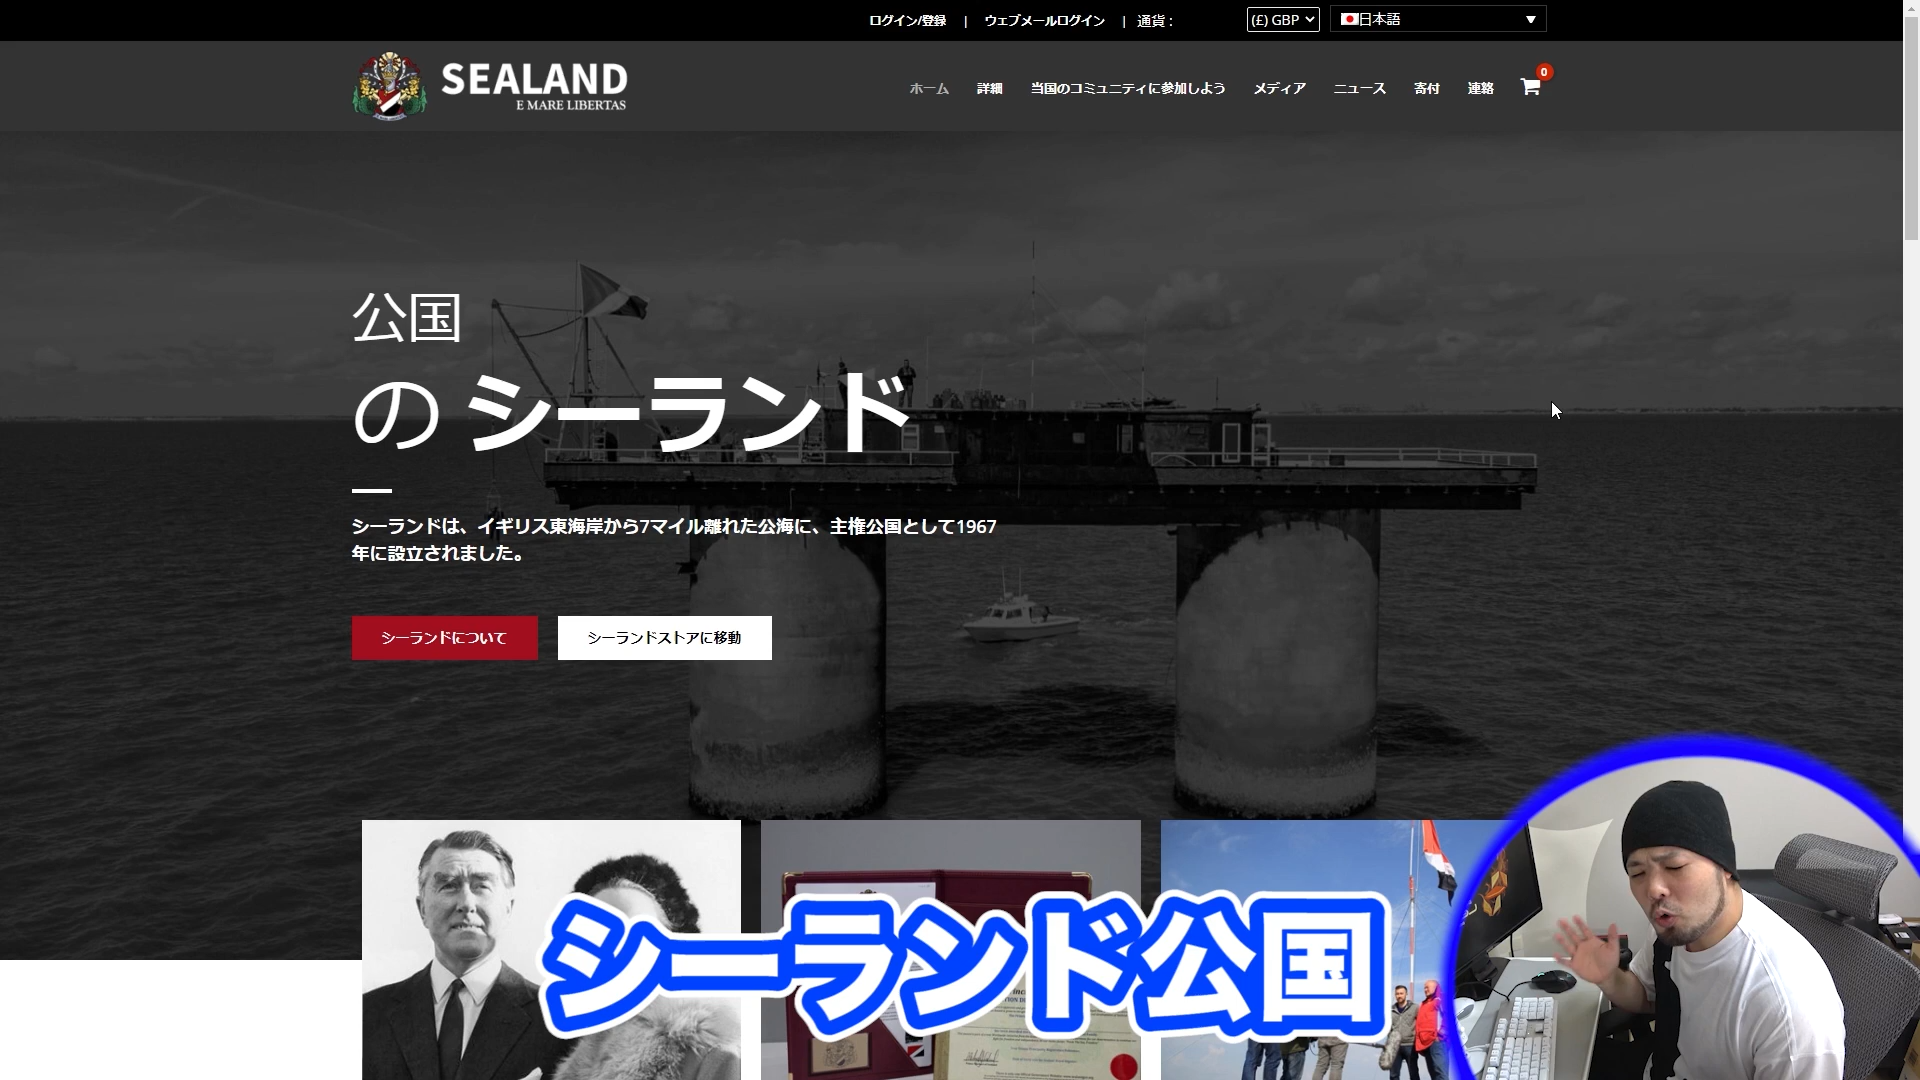 ログイン/登録 | ウェブメールログイン | 通貨 : (£) GBP 日本語
SEALAND
E MARE LIBERTAS
ホーム 詳細 当国のコミュニティに参加しよう メディア ニュース 寄付 連絡 0
公国
の シーランド
シーランドは、イギリス東海岸から7マイル離れた公海に、主権公国として1967
年に設立されました。
シーランドについて シーランドストアに移動
シーランド公国